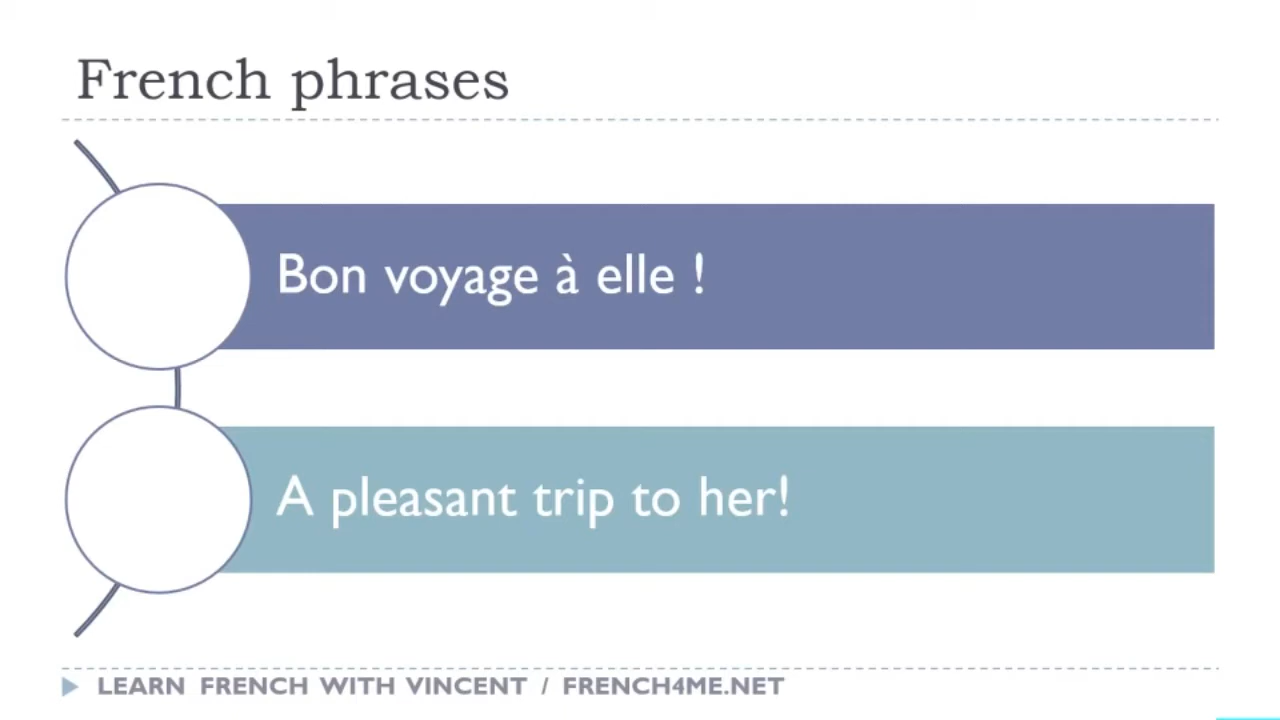 French phrases
Bon voyage à elle !
A pleasant trip to her!
LEARN FRENCH WITH VINCENT / FRENCH4ME.NET